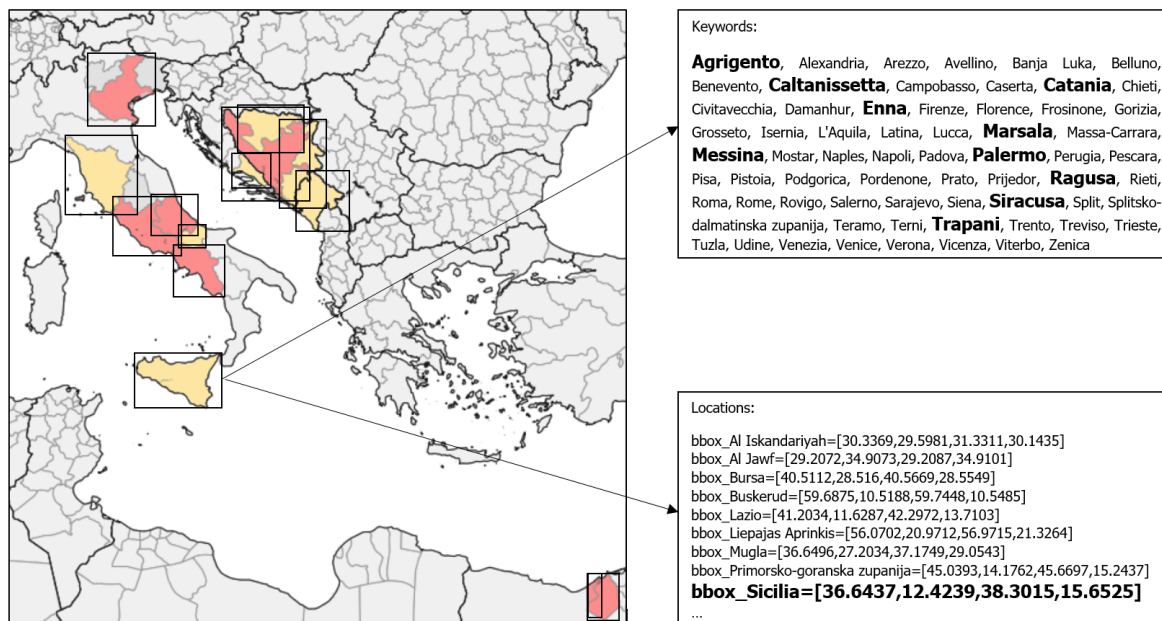 Keywords:
Agrigento, Alexandria, Arezzo, Avellino, Banja Luka, Belluno,
Benevento, Caltanissetta, Campobasso, Caserta, Catania, Chieti,
Civitavecchia, Damanhur, Enna, Firenze, Florence, Frosinone, Gorizia,
Grosseto, Isernia, L'Aquila, Latina, Lucca, Marsala, Massa-Carrara,
Messina, Mostar, Naples, Napoli, Padova, Palermo, Perugia, Pescara,
Pisa, Pistoia, Podgorica, Pordenone, Prato, Prijedor, Ragusa, Rieti,
Roma, Rome, Rovigo, Salerno, Sarajevo, Siena, Siracusa, Split, Splitsko-
dalmatinska zupanija, Teramo, Terni, Trapani, Trento, Treviso, Trieste,
Tuzla, Udine, Venezia, Venice, Verona, Vicenza, Viterbo, Zenica
Locations:
bbox_Al Iskandariyah=[30.3369,29.5981,31.3311,30.1435]
bbox_Al Jawf=[29.2072,34.9073,29.2087,34.9101]
bbox_Bursa=[40.5112,28.516,40.5669,28.5549]
bbox_Buskerud=[59.6875,10.5188,59.7448,10.5485]
bbox_Lazio=[41.2034,11.6287,42.2972,13.7103]
bbox_Liepajas Aprinkis=[56.0702,20.9712,56.9715,21.3264]
bbox_Mugla=[36.6496,27.2034,37.1749,29.0543]
bbox_Primorsko-goranska zupanija=[45.0393,14.1762,45.6697,15.2437]
bbox_Sicilia=[36.6437,12.4239,38.3015,15.6525]
...